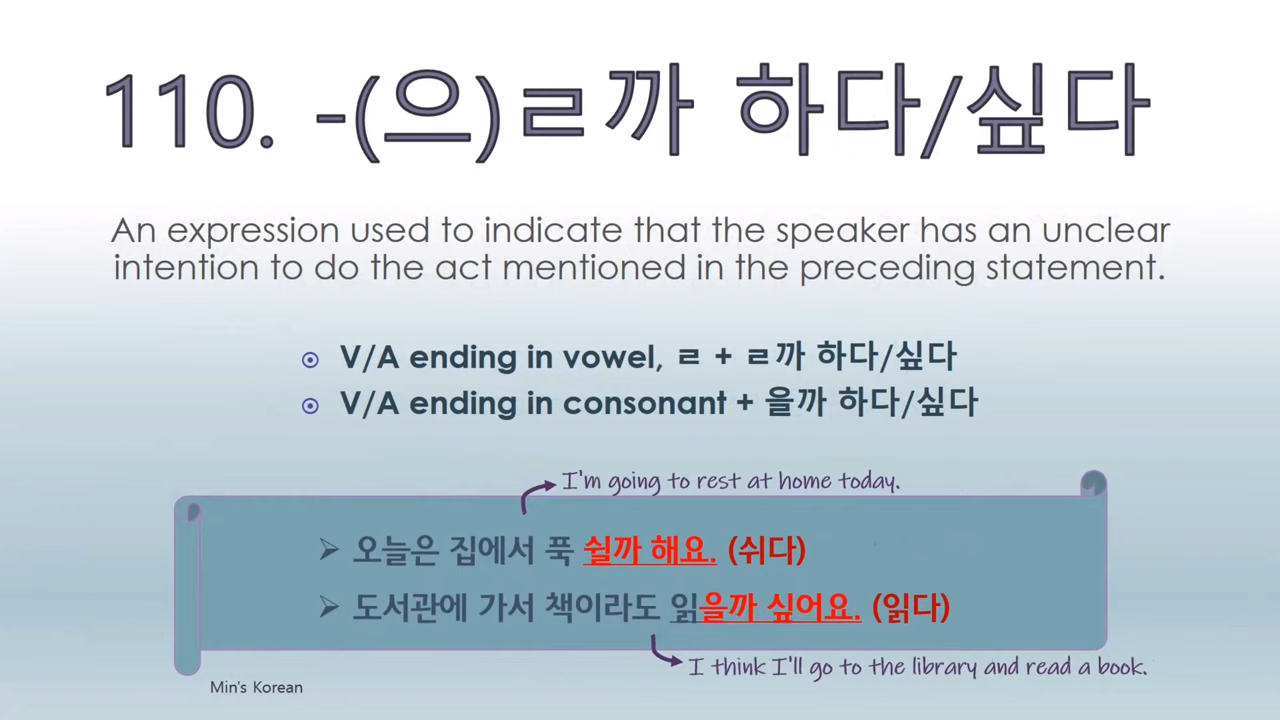 110. -(으)ㄹ까 하다/싶다
An expression used to indicate that the speaker has an unclear
intention to do the act mentioned in the preceding statement.
V/A ending in vowel, ㄹ + ㄹ까 하다/싶다
V/A ending in consonant + 을까 하다/싶다
I'm going to rest at home today.
오늘은 집에서 푹 쉴까 해요. (쉬다)
도서관에 가서 책이라도 읽을까 싶어요. (읽다)
I think I'll go to the library and read a book.
Min's Korean